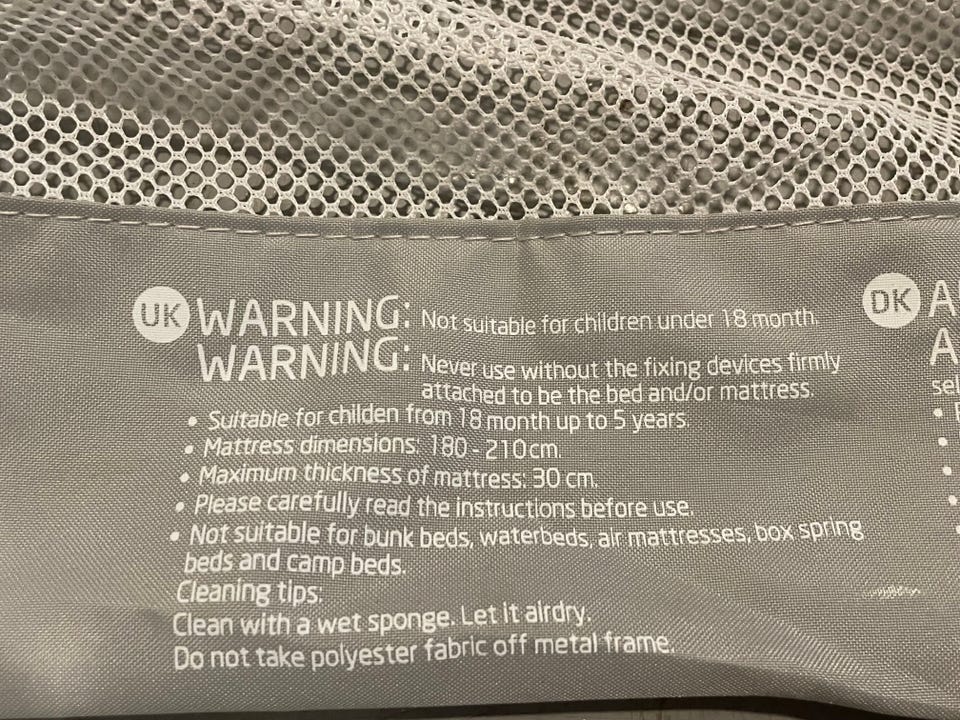 UK WARNING: Not suitable for children under 18 month.
WARNING: Never use without the fixing devices firmly
attached to be the bed and/or mattress.
• Suitable for childen from 18 month up to 5 years.
• Mattress dimensions: 180 - 210cm.
• Maximum thickness of mattress: 30 cm.
• Please carefully read the instructions before use.
• Not suitable for bunk beds, waterbeds, air mattresses, box spring
beds and camp beds.
Cleaning tips:
Clean with a wet sponge. Let it airdry.
Do not take polyester fabric off metal frame.
DK A
A
sel